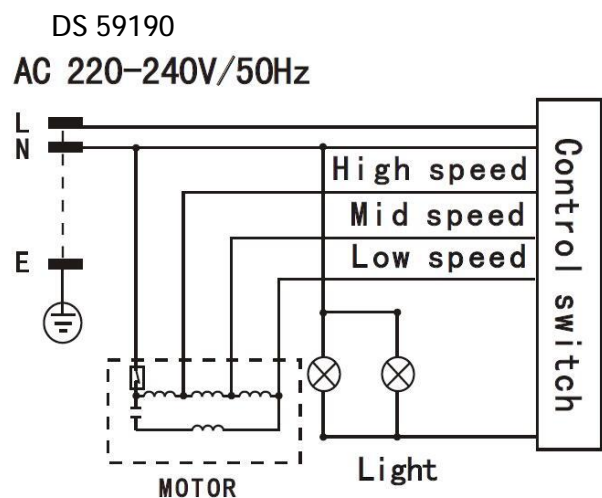 DS 59190
AC 220-240V/50Hz
L
N
High speed
Mid speed
Low speed
E
Control switch
Light
MOTOR